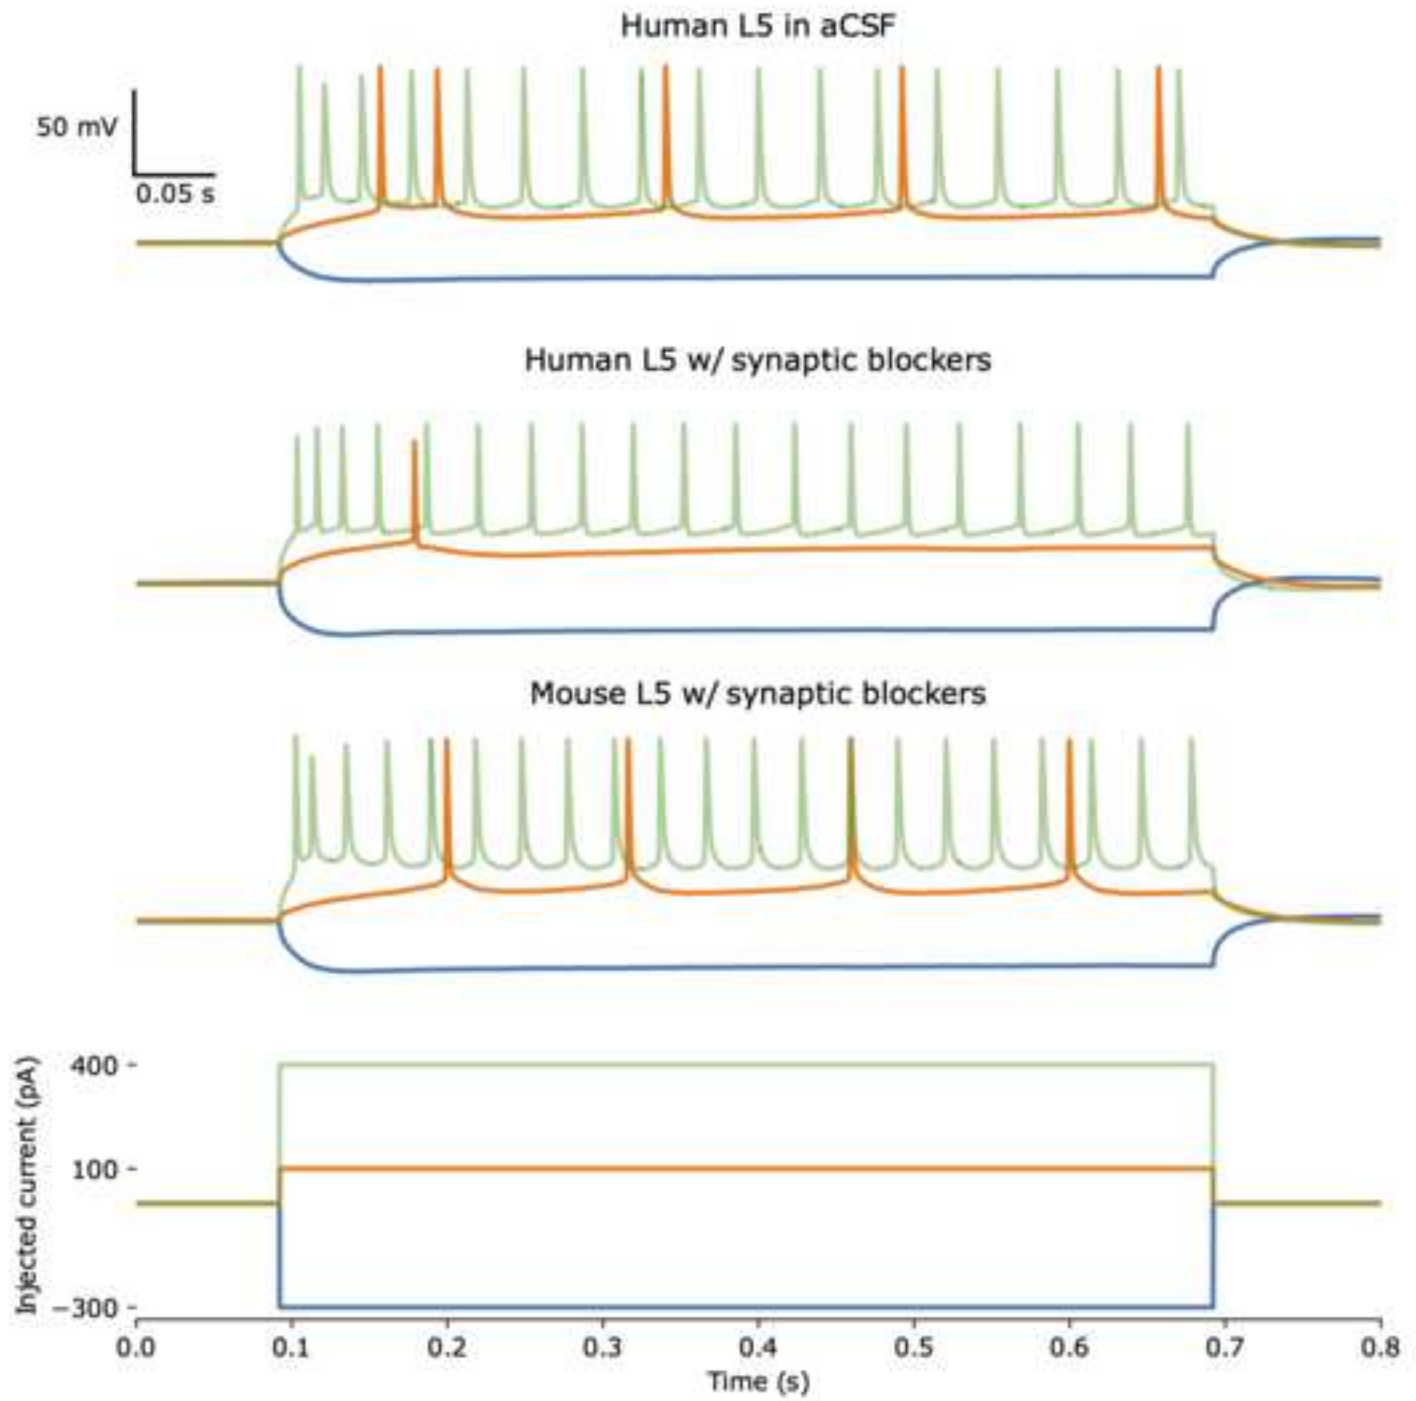 Human L5 in aCSF
50 mV
0.05 s
Human L5 w/ synaptic blockers
Mouse L5 w/ synaptic blockers
Injected current (pA)
400
100
−300
0.0 0.1 0.2 0.3 0.4 0.5 0.6 0.7 0.8
Time (s)